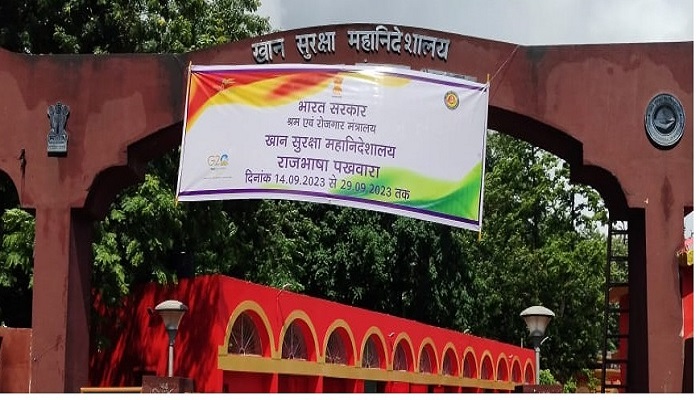 खान सुरक्षा महानिदेशालय
भारत सरकार
श्रम एवं रोजगार मंत्रालय
खान सुरक्षा महानिदेशालय
राजभाषा पखवारा
G20
दिनांक 14.09.2023 से 29.09.2023 तक